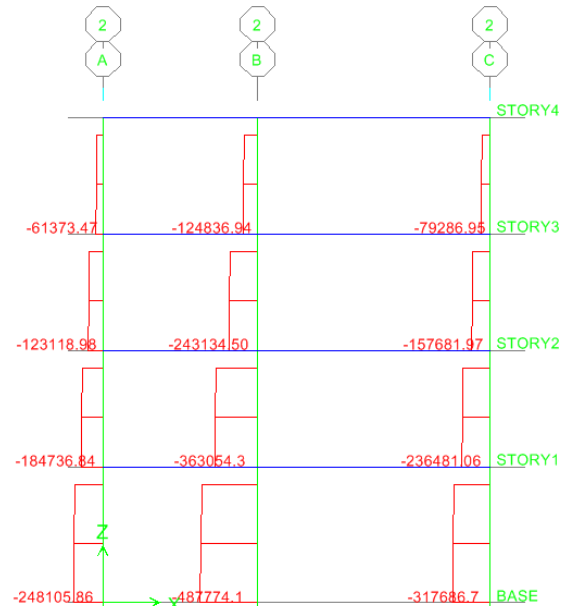 2 2 2
A B C
STORY4
-61373.47 -124836.94 -79286.95 STORY3
-123118.98 -243134.50 -157681.97 STORY2
-184736.84 -363054.3 -236481.06 STORY1
Z
-248105.86 -487774.1 -317686.7 BASE